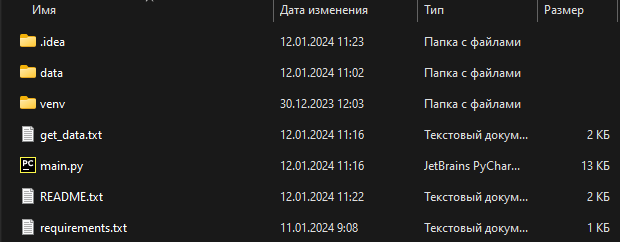 Имя Дата изменения Тип Размер
.idea 12.01.2024 11:23 Папка с файлами
data 12.01.2024 11:02 Папка с файлами
venv 30.12.2023 12:03 Папка с файлами
get_data.txt 12.01.2024 11:16 Текстовый докум... 2 КБ
PC main.py 12.01.2024 11:16 JetBrains PyChar... 13 КБ
README.txt 12.01.2024 11:22 Текстовый докум... 2 КБ
requirements.txt 11.01.2024 9:08 Текстовый докум... 1 КБ